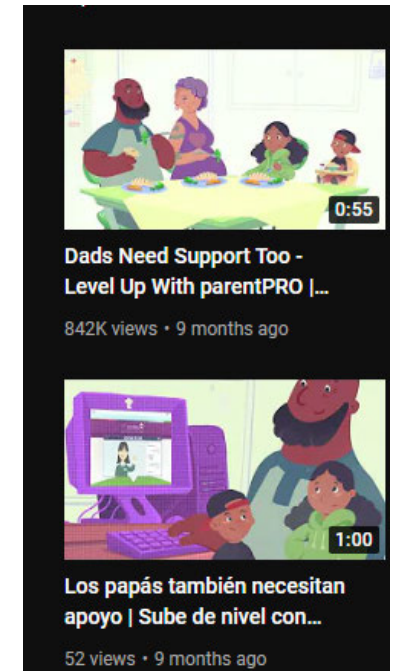 0:55
Dads Need Support Too -
Level Up With parentPRO |...
842K views • 9 months ago
1:00
Los papás también necesitan
apoyo | Sube de nivel con...
52 views • 9 months ago